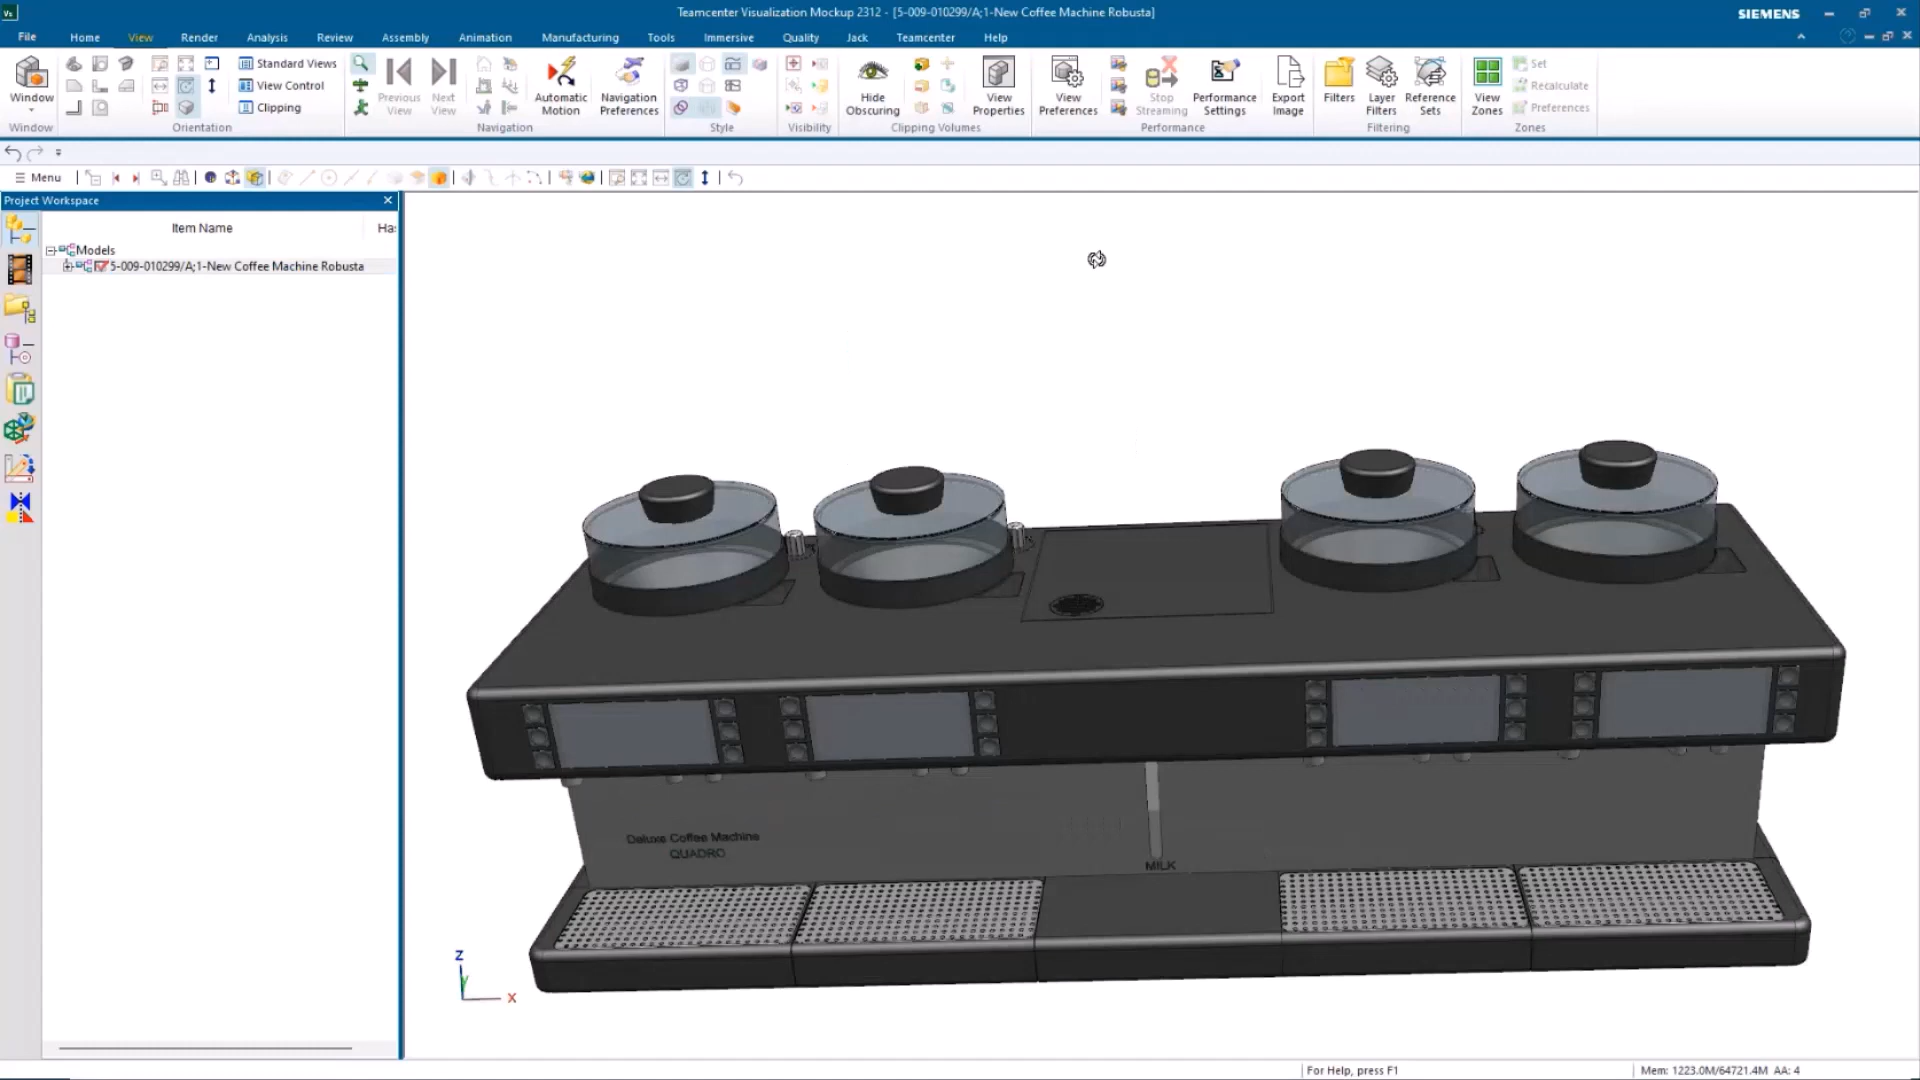 Teamcenter Visualization Mockup 2312 - [5-009-010299/A;1-New Coffee Machine Robusta]
SIEMENS
File Home View Render Analysis Review Assembly Animation Manufacturing Tools Immersive Quality Jack Teamcenter Help
Window
Window
Standard Views
View Control
Clipping
Orientation
Previous View
Next View
Automatic Motion
Navigation Preferences
Navigation
Style
Visibility
Hide Obscuring
Clipping Volumes
View Properties
View Preferences
Stop Streaming
Performance Settings
Export Image
Performance
Filters
Layer Filters
Reference Sets
Filtering
View Zones
Set
Recalculate
Preferences
Zones
Menu
Project Workspace
Item Name
Has
Models
5-009-010299/A;1-New Coffee Machine Robusta
Deluxe Coffee Machine
QUADRO
MILK
Z
Y
X
For Help, press F1
Mem: 1223.0M/64721.4M AA: 4